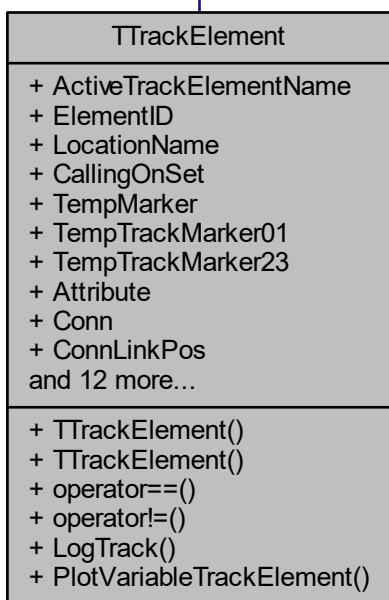 TTrackElement
+ ActiveTrackElementName
+ ElementID
+ LocationName
+ CallingOnSet
+ TempMarker
+ TempTrackMarker01
+ TempTrackMarker23
+ Attribute
+ Conn
+ ConnLinkPos
and 12 more...
+ TTrackElement()
+ TTrackElement()
+ operator==()
+ operator!=()
+ LogTrack()
+ PlotVariableTrackElement()